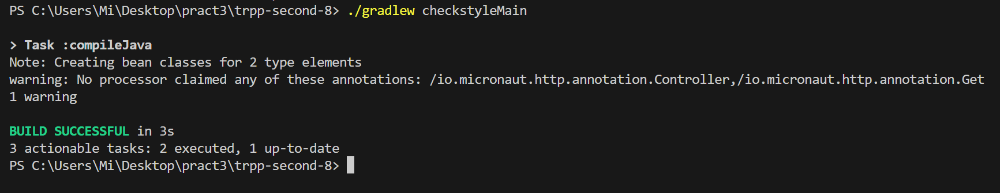 PS C:\Users\Mi\Desktop\pract3\trpp-second-8> ./gradlew checkstyleMain
> Task :compileJava
Note: Creating bean classes for 2 type elements
warning: No processor claimed any of these annotations: /io.micronaut.http.annotation.Controller,/io.micronaut.http.annotation.Get
1 warning
BUILD SUCCESSFUL in 3s
3 actionable tasks: 2 executed, 1 up-to-date
PS C:\Users\Mi\Desktop\pract3\trpp-second-8>